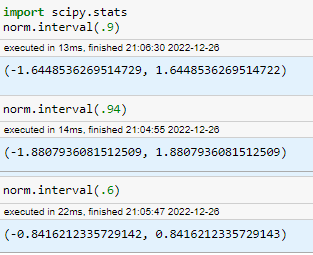 import scipy.stats
norm.interval(.9)
executed in 13ms, finished 21:06:30 2022-12-26
(-1.6448536269514729, 1.6448536269514722)
norm.interval(.94)
executed in 14ms, finished 21:04:55 2022-12-26
(-1.8807936081512509, 1.8807936081512509)
norm.interval(.6)
executed in 22ms, finished 21:05:47 2022-12-26
(-0.8416212335729142, 0.8416212335729143)